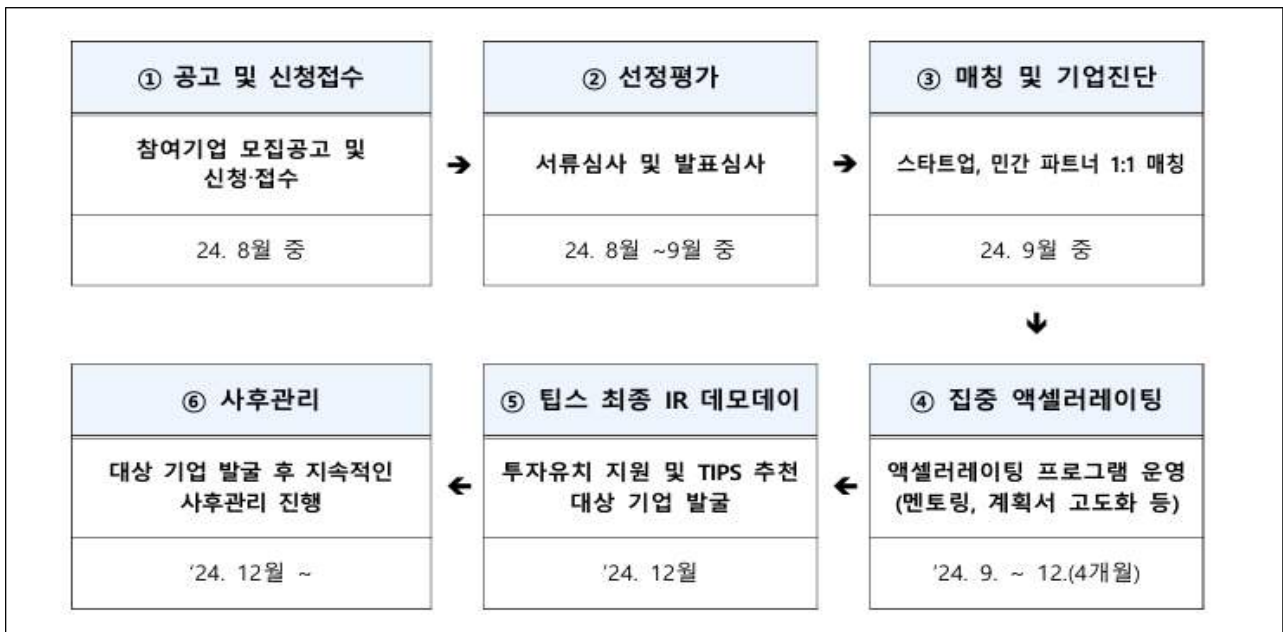 ① 공고 및 신청접수
참여기업 모집공고 및
신청·접수
24. 8월 중
➔
② 선정평가
서류심사 및 발표심사
24. 8월 ~9월 중
➔
③ 매칭 및 기업진단
스타트업, 민간 파트너 1:1 매칭
24. 9월 중
④ 집중 액셀러레이팅
액셀러레이팅 프로그램 운영
(멘토링, 계획서 고도화 등)
'24. 9. ~ 12.(4개월)
⑤ 팁스 최종 IR 데모데이
투자유치 지원 및 TIPS 추천
대상 기업 발굴
'24. 12월
⑥ 사후관리
대상 기업 발굴 후 지속적인
사후관리 진행
'24. 12월 ~